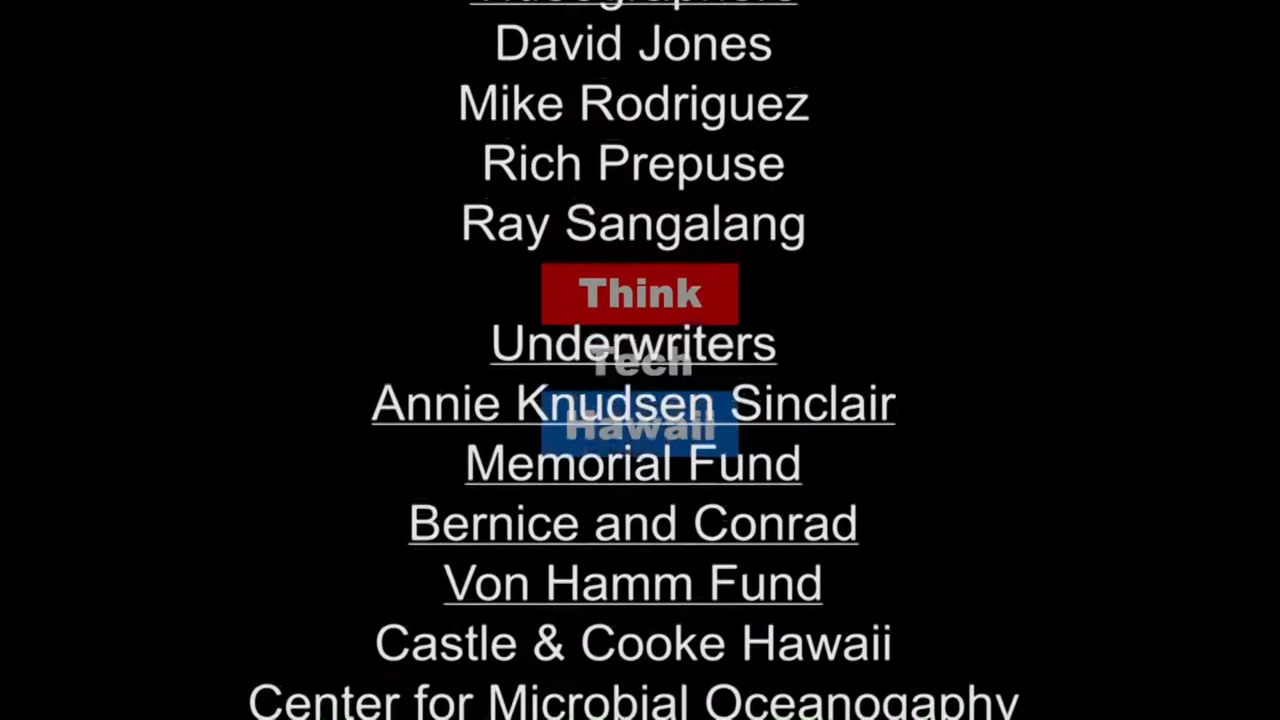 Videographers
David Jones
Mike Rodriguez
Rich Prepuse
Ray Sangalang
Think
Underwriters
Tech
Annie Knudsen Sinclair
Hawaii
Memorial Fund
Bernice and Conrad
Von Hamm Fund
Castle & Cooke Hawaii
Center for Microbial Oceanogaphy